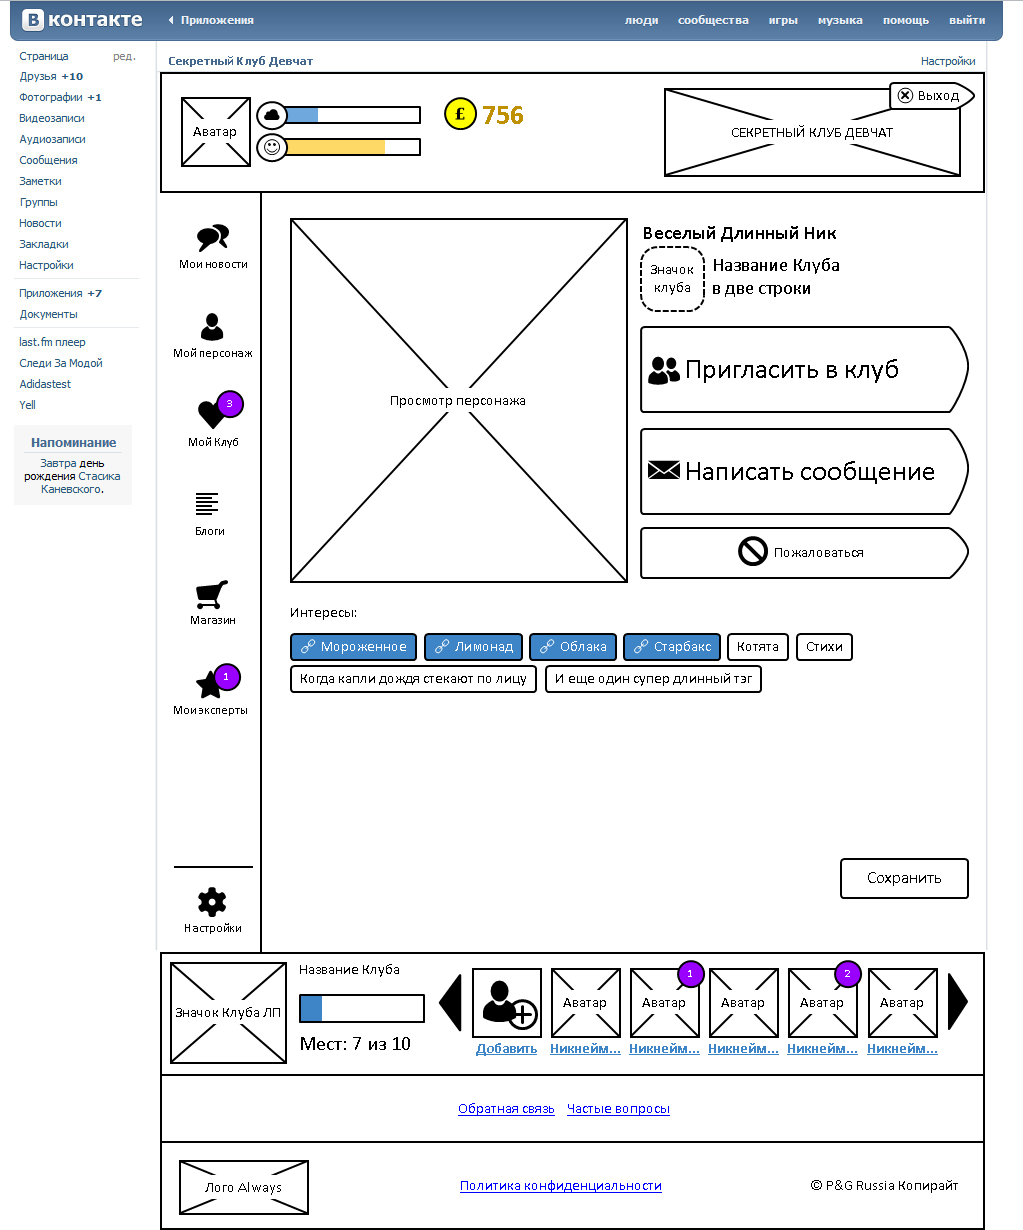 В контакте
Приложения
люди сообщества игры музыка помощь выйти
Страница ред.
Друзья +10
Фотографии +1
Видеозаписи
Аудиозаписи
Сообщения
Заметки
Группы
Новости
Закладки
Настройки
Приложения +7
Документы
last.fm плеер
Следи За Модой
Adidastest
Yell
Напоминание
Завтра день
рождения Стасика
Каневского.
Секретный Клуб Девчат
Настройки
Аватар
£ 756
СЕКРЕТНЫЙ КЛУБ ДЕВЧАТ
Выход
Мои новости
Мой персонаж
3
Мой Клуб
Блоги
Магазин
1
Мои эксперты
Настройки
Просмотр персонажа
Веселый Длинный Ник
Значок
клуба
Название Клуба
в две строки
Пригласить в клуб
Написать сообщение
Пожаловаться
Интересы:
Мороженное Лимонад Облака Старбакс Котята Стихи
Когда капли дождя стекают по лицу И еще один супер длинный тэг
Сохранить
Значок Клуба ЛП
Название Клуба
Мест: 7 из 10
1 2
Аватар Аватар Аватар Аватар Аватар
Добавить Никнейм... Никнейм... Никнейм... Никнейм... Никнейм...
Обратная связь Частые вопросы
Лого Always
Политика конфиденциальности
© P&G Russia Копирайт